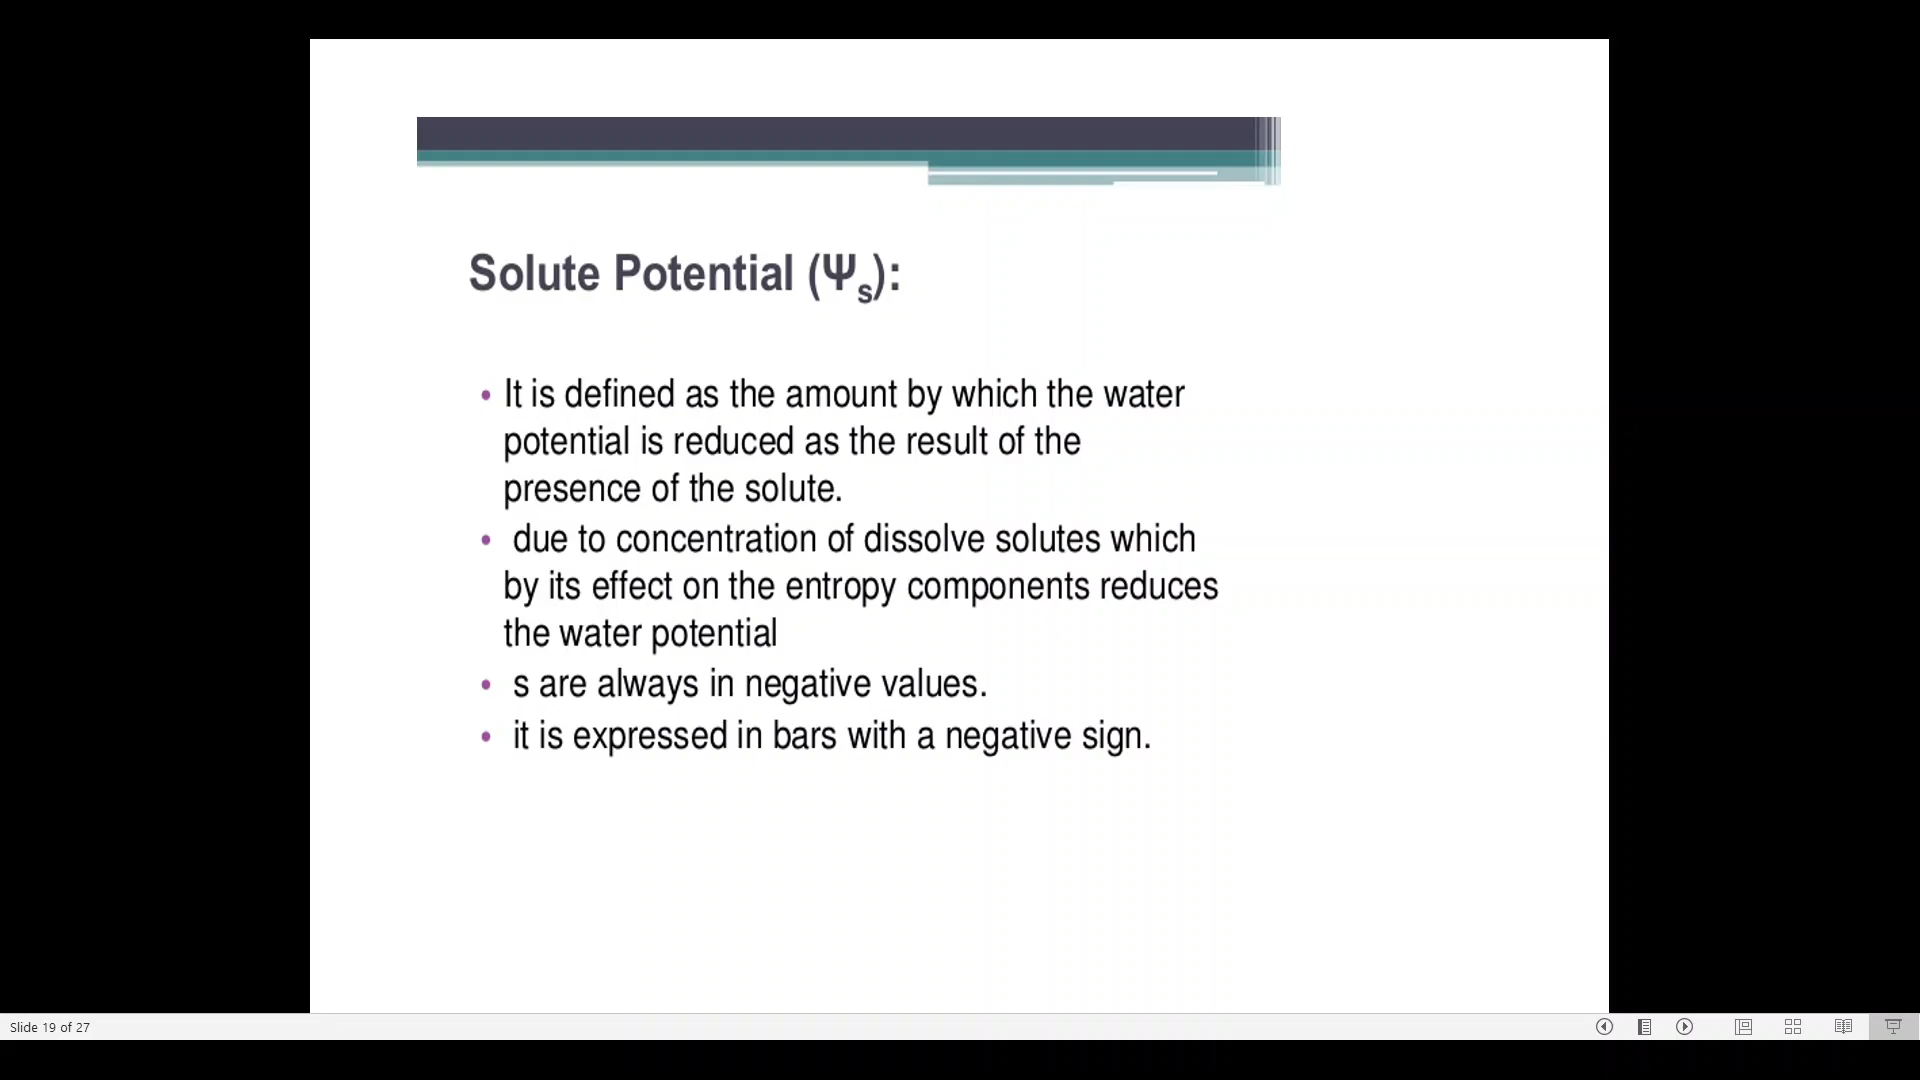 Solute Potential (Ψs):
• It is defined as the amount by which the water
potential is reduced as the result of the
presence of the solute.
• due to concentration of dissolve solutes which
by its effect on the entropy components reduces
the water potential
• s are always in negative values.
• it is expressed in bars with a negative sign.
Slide 19 of 27